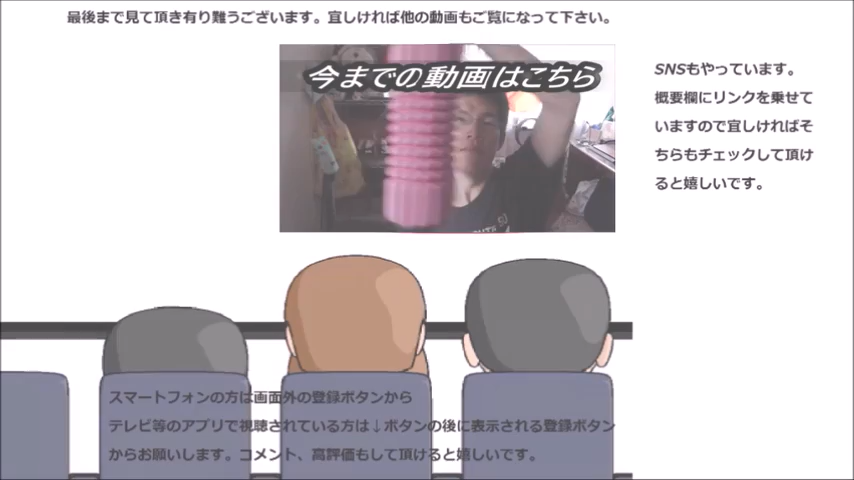 最後まで見て頂き有り難うございます。宜しければ他の動画もご覧になって下さい。
今までの動画はこちら
SNSもやっています。
概要欄にリンクを乗せて
いますので宜しければそ
ちらもチェックして頂け
ると嬉しいです。
スマートフォンの方は画面外の登録ボタンから
テレビ等のアプリで視聴されている方は↓ボタンの後に表示される登録ボタン
からお願いします。コメント、高評価もして頂けると嬉しいです。